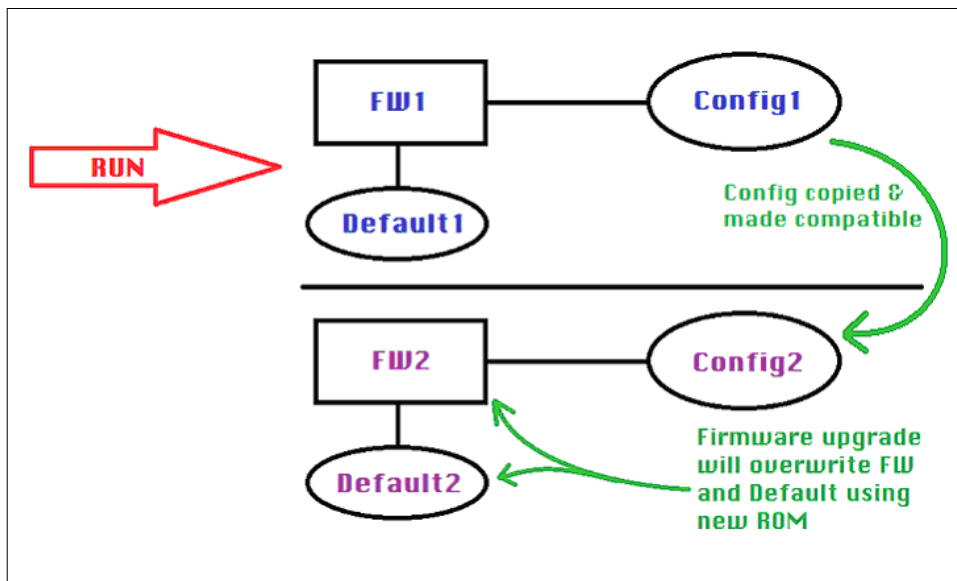 FW1
Config1
RUN
Default1
Config copied &
made compatible
FW2
Config2
Default2
Firmware upgrade
will overwrite FW
and Default using
new ROM